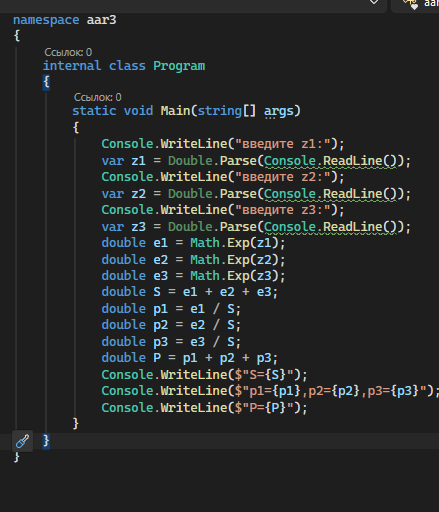 aar
namespace aar3
{
Ссылок: 0
internal class Program
{
Ссылок: 0
static void Main(string[] args)
{
Console.WriteLine("введите z1:");
var z1 = Double.Parse(Console.ReadLine());
Console.WriteLine("введите z2:");
var z2 = Double.Parse(Console.ReadLine());
Console.WriteLine("введите z3:");
var z3 = Double.Parse(Console.ReadLine());
double e1 = Math.Exp(z1);
double e2 = Math.Exp(z2);
double e3 = Math.Exp(z3);
double S = e1 + e2 + e3;
double p1 = e1 / S;
double p2 = e2 / S;
double p3 = e3 / S;
double P = p1 + p2 + p3;
Console.WriteLine($"S={S}");
Console.WriteLine($"p1={p1},p2={p2},p3={p3}");
Console.WriteLine($"P={P}");
}
}
}